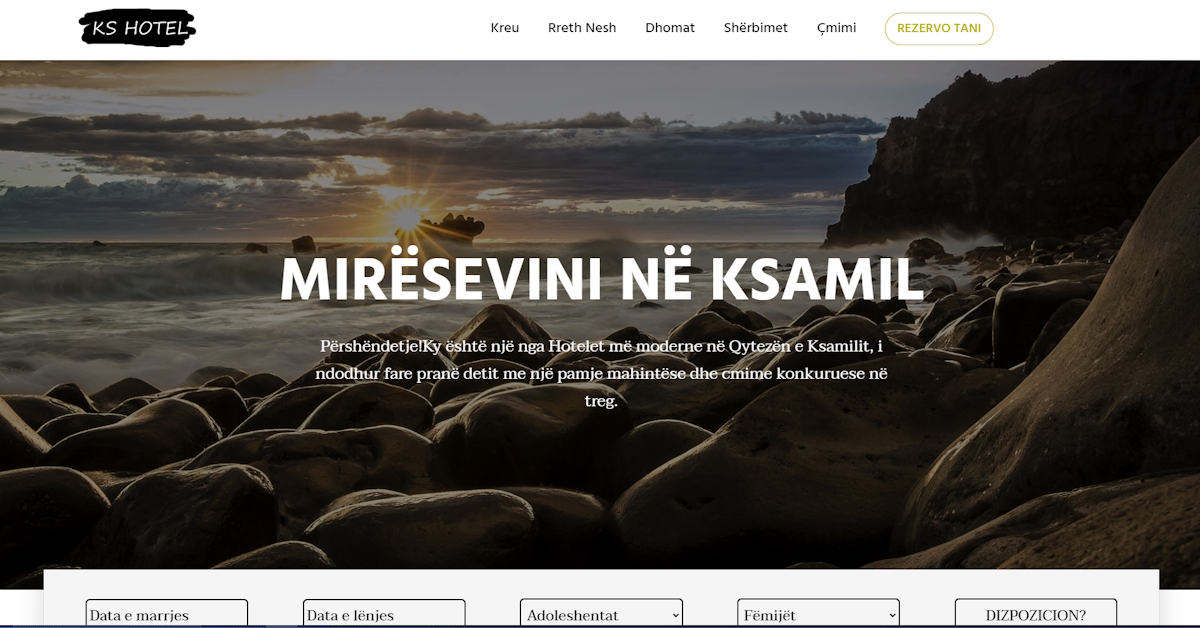 KS HOTEL
Kreu Rreth Nesh Dhomat Shërbimet Çmimi REZERVO TANI
MIRËSEVINI NË KSAMIL
Përshëndetje!Ky është një nga Hotelet më moderne në Qytezën e Ksamilit, i
ndodhur fare pranë detit me një pamje mahintëse dhe cmime konkuruese në
treg.
Data e marrjes Data e lënjes Adoleshentat Fëmijët DIZPOZICION?